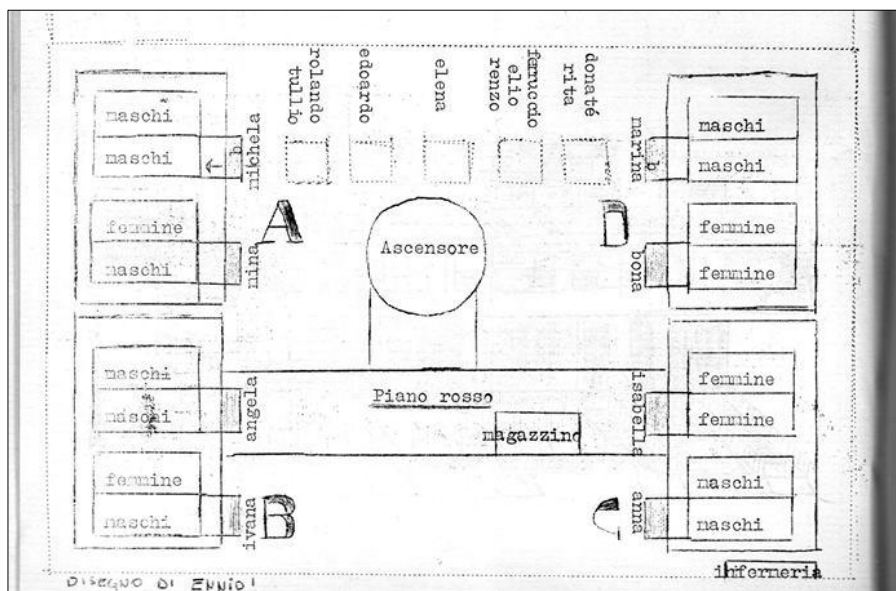 rolando
tullio
edoardo
elena
ferruccio
elio
renzo
donaté
rita
maschi
maschi
b
michela
femmine
maschi
nina
A
marina
b
maschi
maschi
D
bona
femmine
femmine
Ascensore
maschi
maschi
angela
femmine
maschi
ivana
B
Piano rosso
magazzino
isabella
femmine
femmine
C
anna
maschi
maschi
infermeria
DISEGNO DI ENNIO!